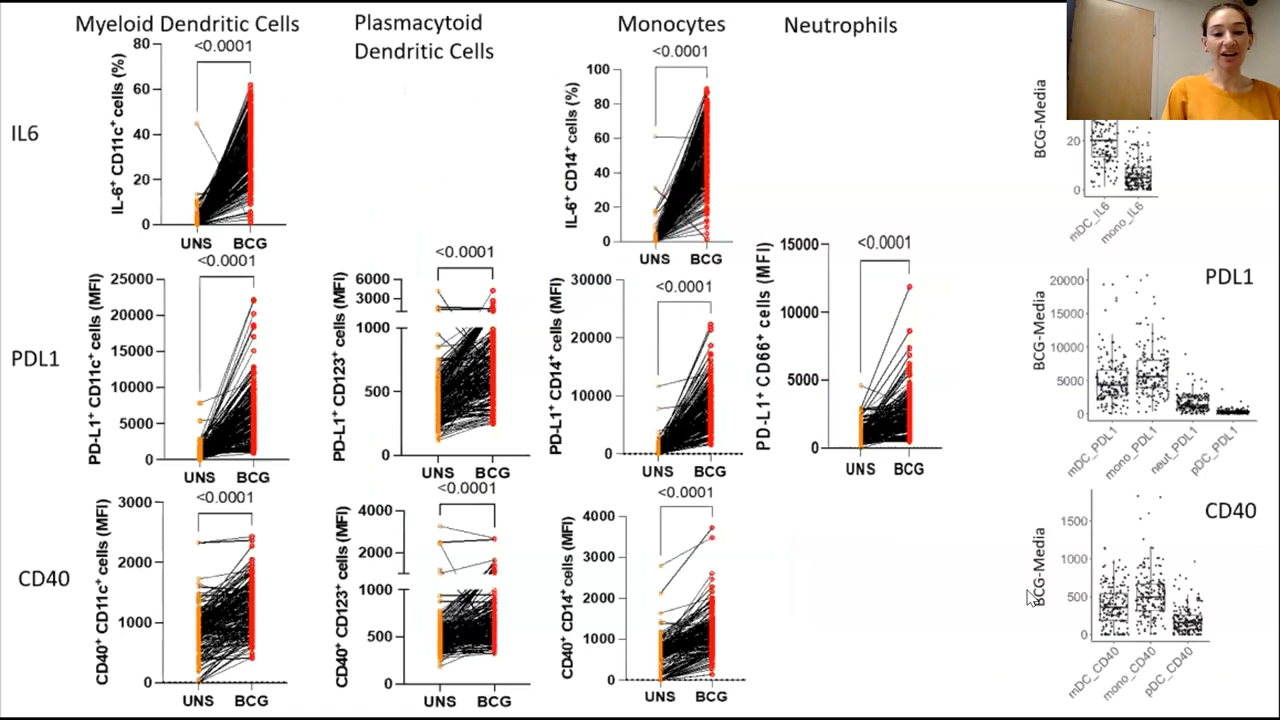 Myeloid Dendritic Cells
Plasmacytoid
Dendritic Cells
Monocytes
Neutrophils
IL6
IL-6+ CD11c+ cells (%)
80
60
40
20
0
<0.0001
UNS BCG
IL-6+ CD14+ cells (%)
100
80
60
40
20
0
<0.0001
UNS BCG
BCG-Media
20
0
mDC_IL6
mono_IL6
PDL1
PD-L1+ CD11c+ cells (MFI)
25000
20000
15000
10000
5000
0
<0.0001
UNS BCG
PD-L1+ CD123+ cells (MFI)
6000
3000
1000
500
0
<0.0001
UNS BCG
PD-L1+ CD14+ cells (MFI)
30000
20000
10000
0
<0.0001
UNS BCG
PD-L1+ CD66+ cells (MFI)
15000
10000
5000
0
<0.0001
UNS BCG
PDL1
BCG-Media
20000
15000
10000
5000
0
mDC_PDL1
mono_PDL1
neut_PDL1
pDC_PDL1
CD40
CD40+ CD11c+ cells (MFI)
3000
2000
1000
0
<0.0001
UNS BCG
CD40+ CD123+ cells (MFI)
4000
2000
1000
500
0
<0.0001
UNS BCG
CD40+ CD14+ cells (MFI)
4000
3000
2000
1000
0
<0.0001
UNS BCG
CD40
BCG-Media
1500
1000
500
0
mDC_CD40
mono_CD40
pDC_CD40